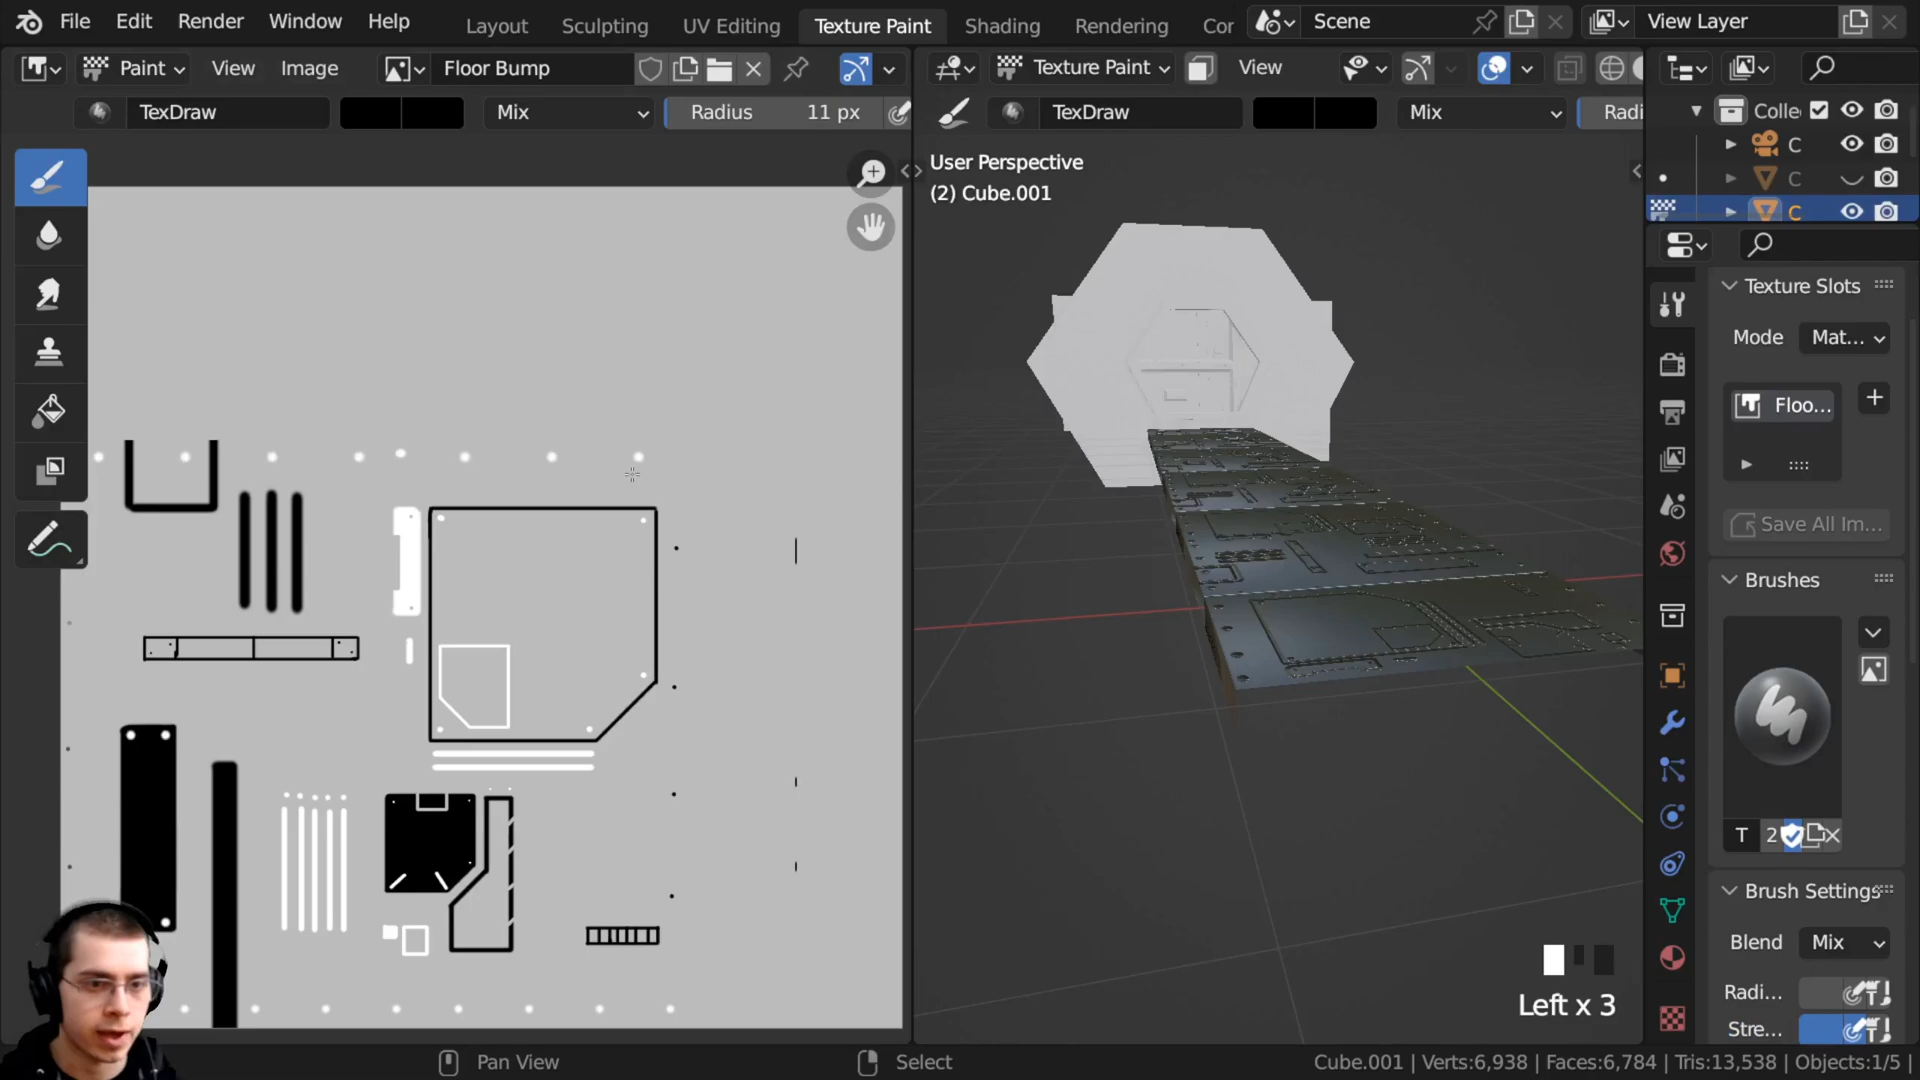 File Edit Render Window Help Layout Sculpting UV Editing Texture Paint Shading Rendering Cor Scene View Layer
Paint View Image Floor Bump Texture Paint View
TexDraw Mix Radius 11 px TexDraw Mix Radi
Colle
User Perspective
(2) Cube.001
C
C
C
Texture Slots
Mode Mat...
Floo...
Save All Im...
Brushes
T 2
Brush Settings
Blend Mix
Radi...
Stre...
Left x 3
Pan View Select Cube.001 | Verts:6,938 | Faces:6,784 | Tris:13,538 | Objects:1/5 |